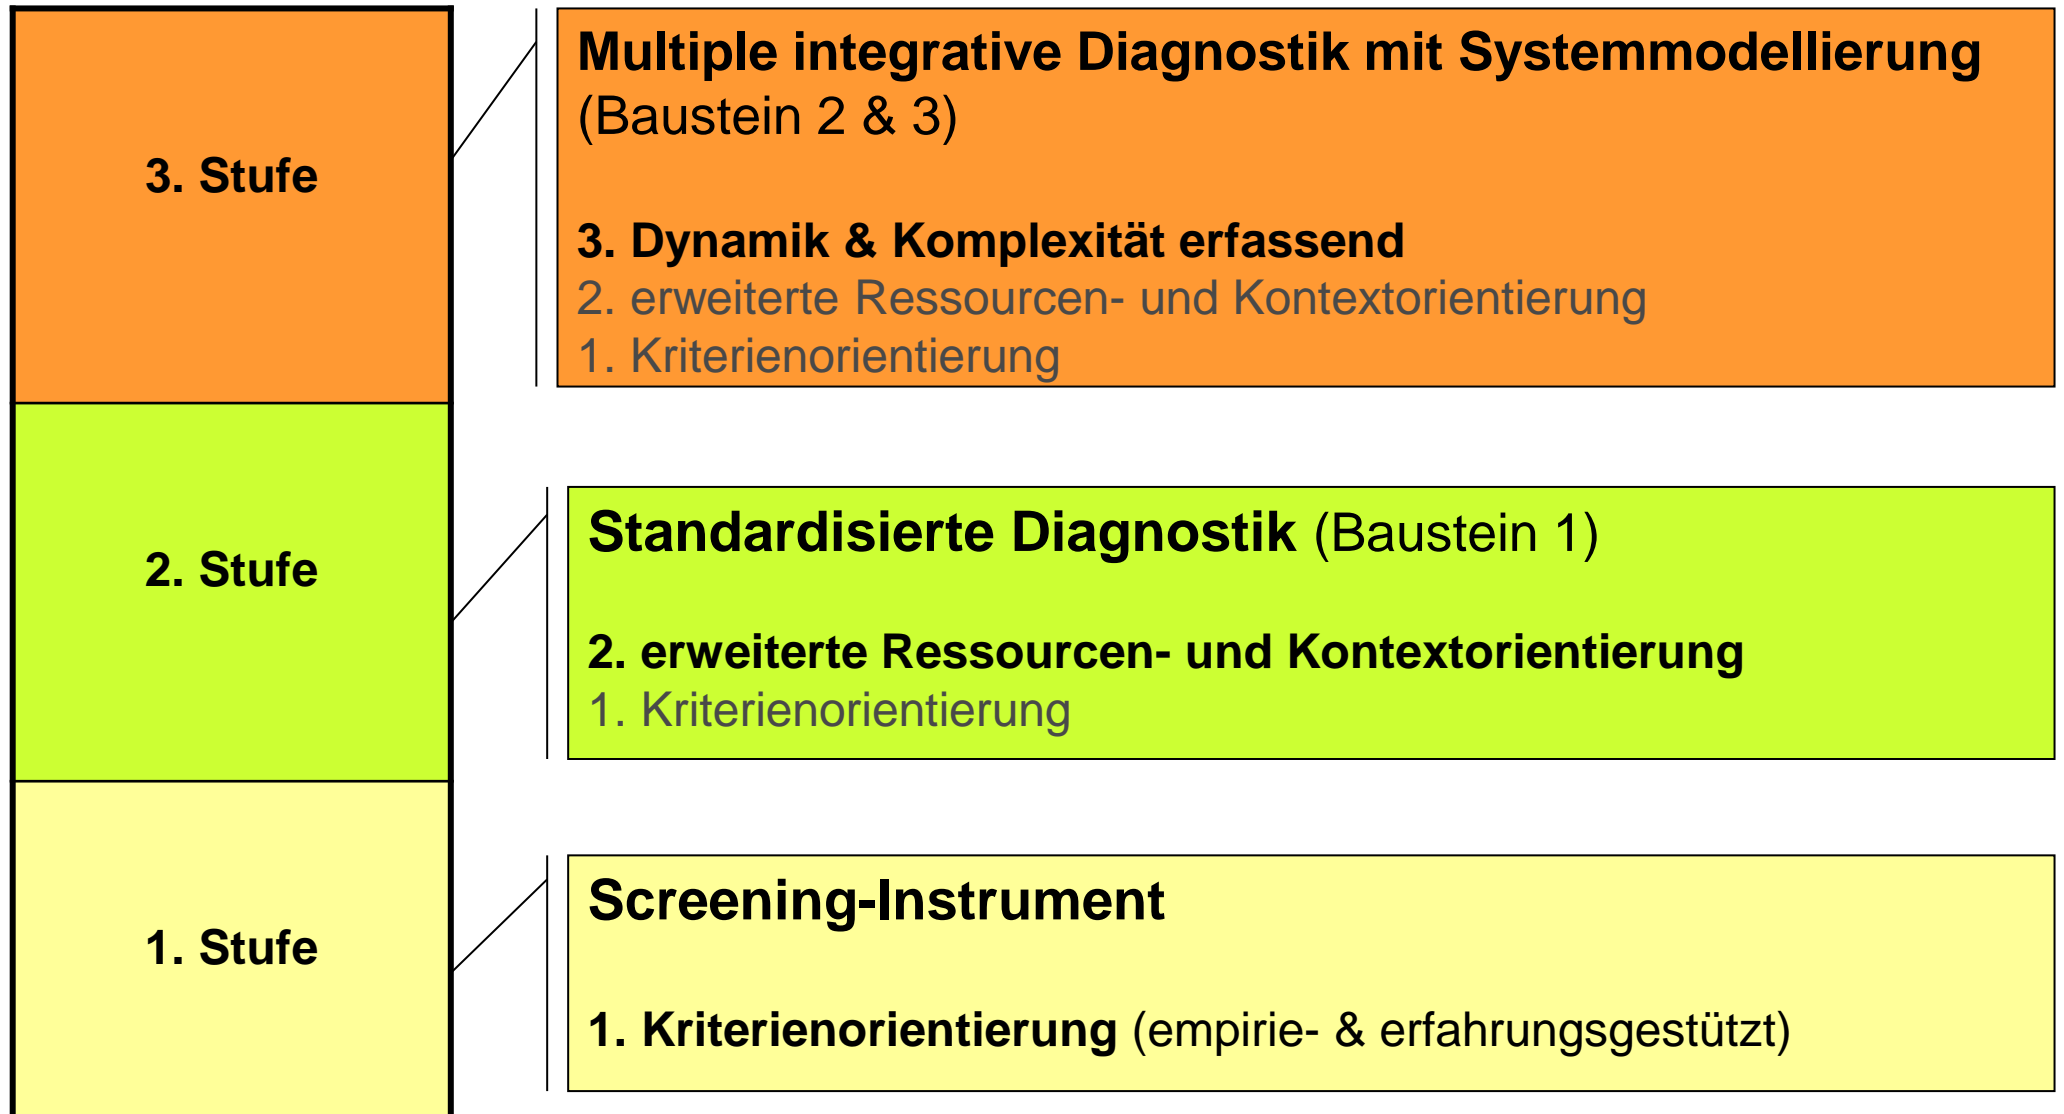 3. Stufe
Multiple integrative Diagnostik mit Systemmodellierung
(Baustein 2 & 3)
3. Dynamik & Komplexität erfassend
2. erweiterte Ressourcen- und Kontextorientierung
1. Kriterienorientierung
2. Stufe
Standardisierte Diagnostik (Baustein 1)
2. erweiterte Ressourcen- und Kontextorientierung
1. Kriterienorientierung
1. Stufe
Screening-Instrument
1. Kriterienorientierung (empirie- & erfahrungsgestützt)